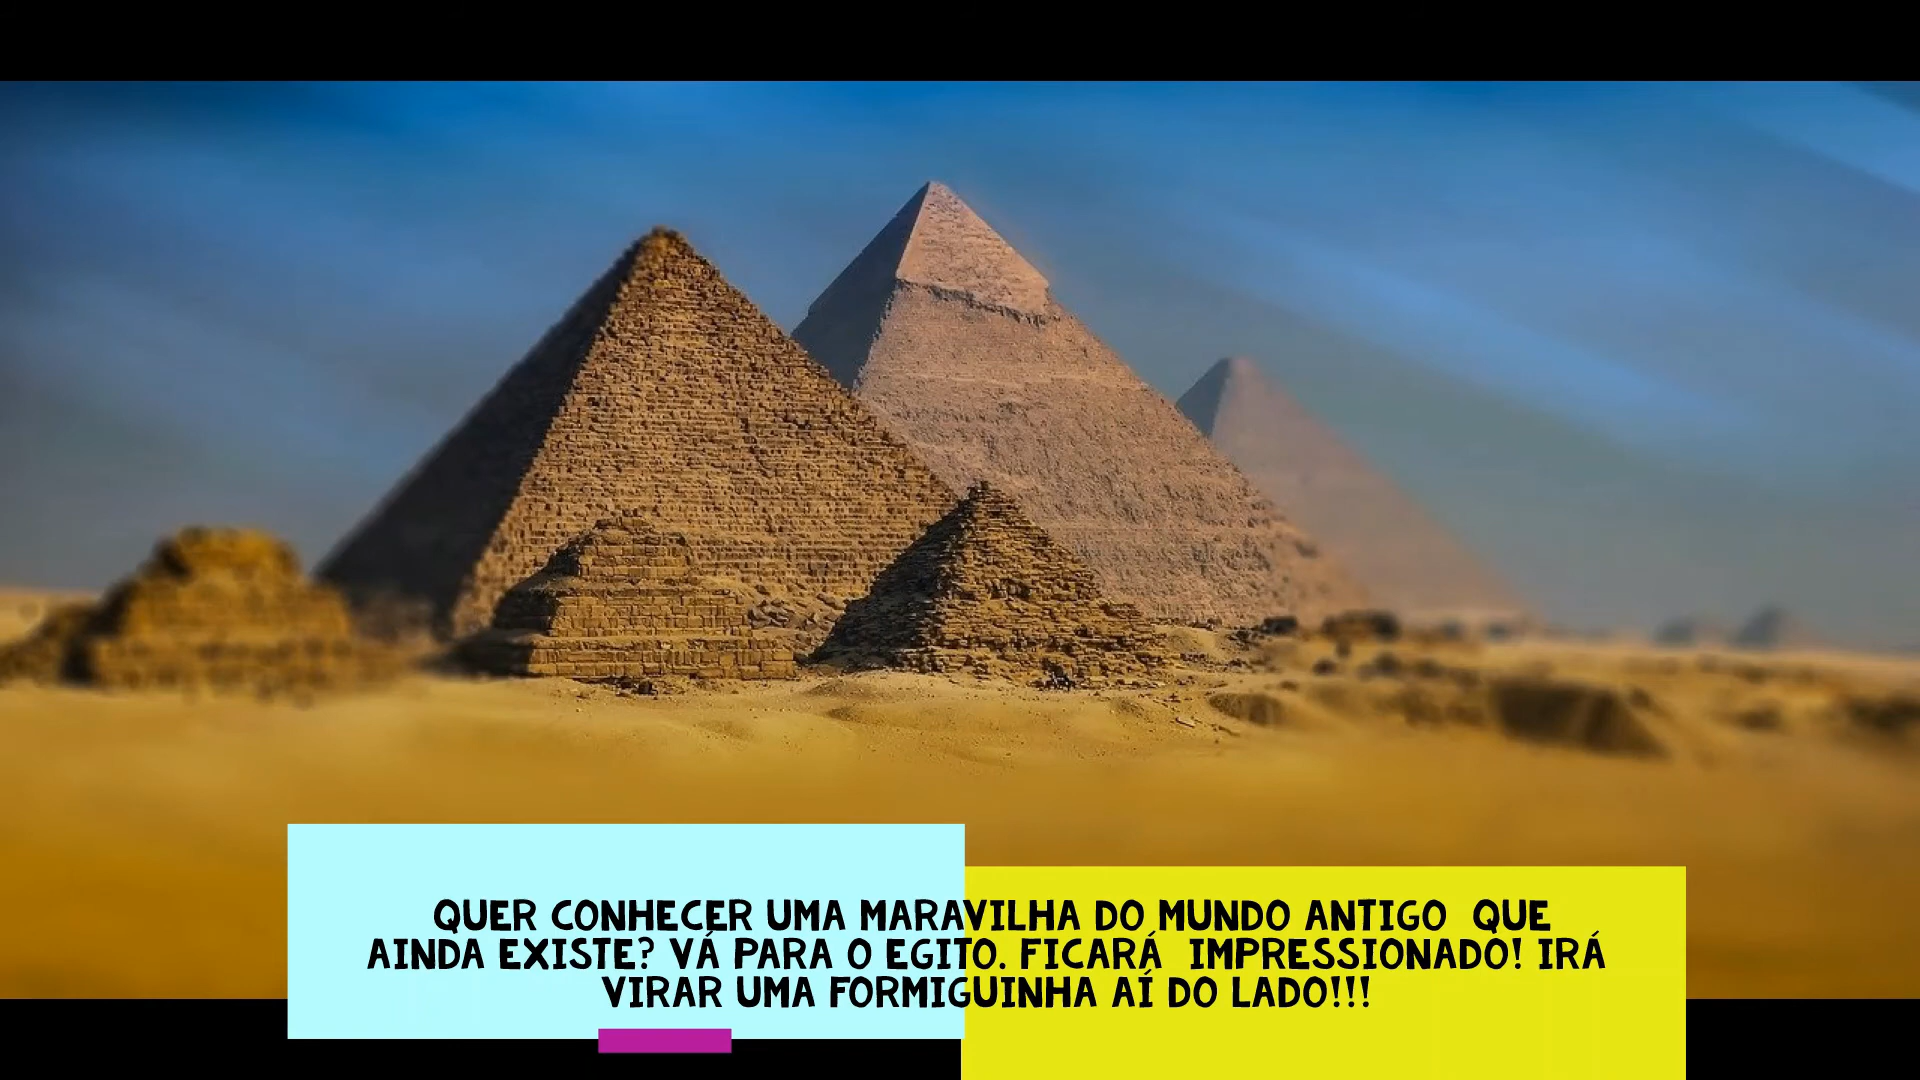 QUER CONHECER UMA MARAVILHA DO MUNDO ANTIGO QUE
AINDA EXISTE? VÁ PARA O EGITO. FICARÁ IMPRESSIONADO! IRÁ
VIRAR UMA FORMIGUINHA AÍ DO LADO!!!